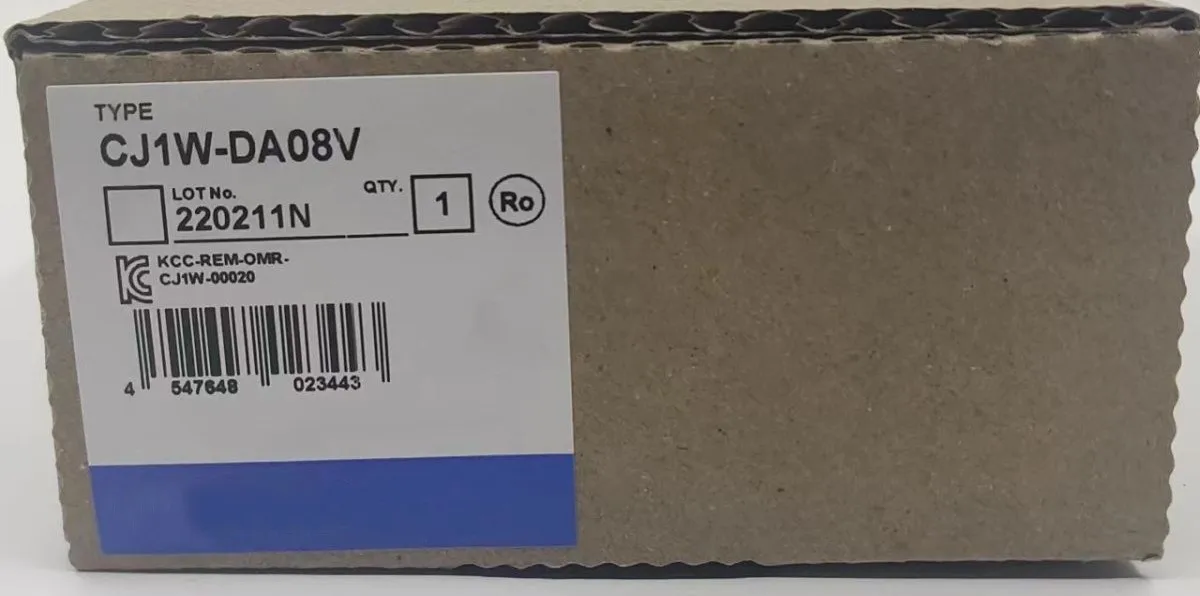 TYPE
CJ1W-DA08V
LOT No.
220211N
QTY.
1
Ro
KCC-REM-OMR-
CJ1W-00020
4 547648 023443